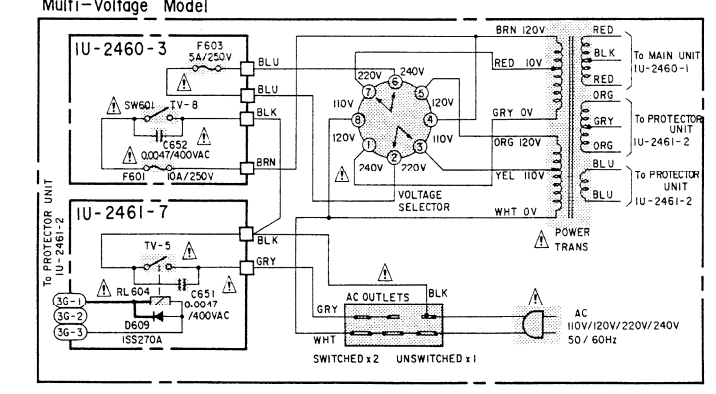 Multi-Voltage Model
1U-2460-3
F603
5A/250V
BLU
BLU
BLK
BRN
SW601 TV-8
C652
0.0047/400VAC
F601 10A/250V
1U-2461-7
BLK
GRY
TV-5
RL604
C651
0.0047
/400VAC
D609
1SS270A
3G-1
3G-2
3G-3
To PROTECTOR UNIT
1U-2461-2
220V
240V
110V
120V
120V
110V
240V
220V
7
6
5
8
4
1
2
3
VOLTAGE
SELECTOR
BRN 120V
RED 10V
GRY 0V
ORG 120V
YEL 110V
WHT 0V
POWER
TRANS
RED
BLK
RED
ORG
GRY
ORG
BLU
BLU
To MAIN UNIT
1U-2460-1
To PROTECTOR
UNIT
1U-2461-2
To PROTECTOR
UNIT
1U-2461-2
AC OUTLETS
BLK
GRY
WHT
SWITCHED x 2 UNSWITCHED x 1
AC
110V/120V/220V/240V
50/60Hz